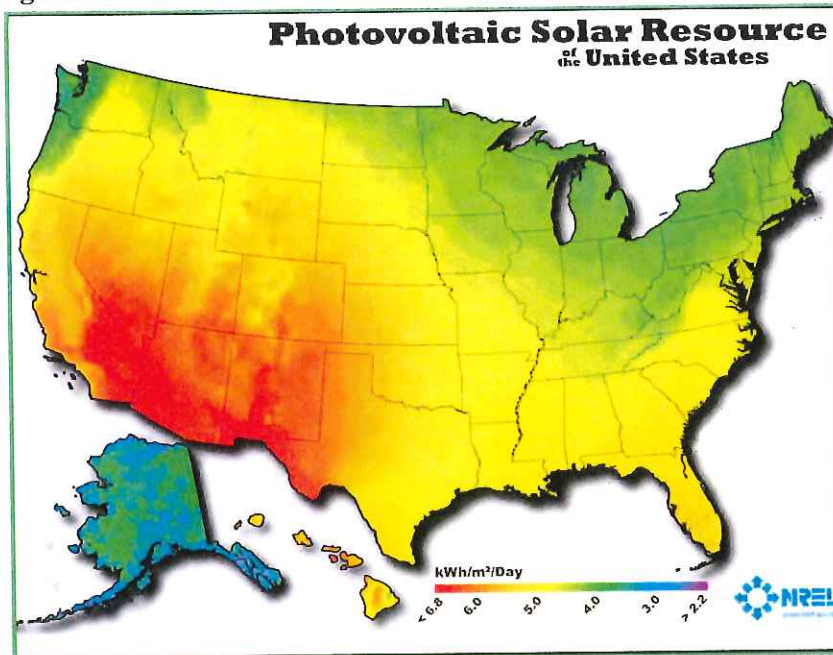 Photovoltaic Solar Resource
of
the United States
kWh/m²/Day
< 6.8
6.0
5.0
4.0
3.0
> 2.2
NREL